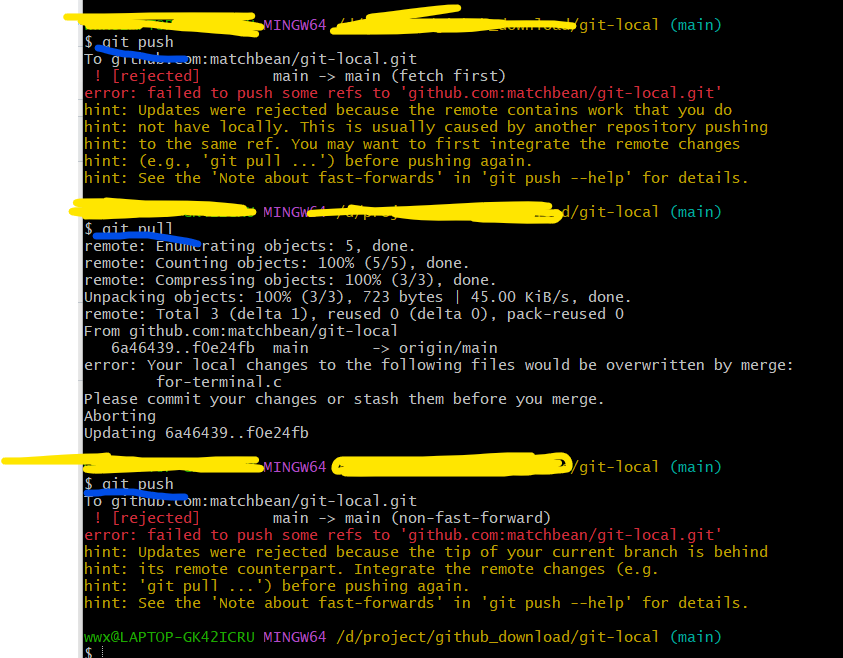 MINGW64 /d download/git-local (main)
$ git push
To github.com:matchbean/git-local.git
! [rejected] main -> main (fetch first)
error: failed to push some refs to 'github.com:matchbean/git-local.git'
hint: Updates were rejected because the remote contains work that you do
hint: not have locally. This is usually caused by another repository pushing
hint: to the same ref. You may want to first integrate the remote changes
hint: (e.g., 'git pull ...') before pushing again.
hint: See the 'Note about fast-forwards' in 'git push --help' for details.
MINGW64 /d/proj d/git-local (main)
$ git pull
remote: Enumerating objects: 5, done.
remote: Counting objects: 100% (5/5), done.
remote: Compressing objects: 100% (3/3), done.
Unpacking objects: 100% (3/3), 723 bytes | 45.00 KiB/s, done.
remote: Total 3 (delta 1), reused 0 (delta 0), pack-reused 0
From github.com:matchbean/git-local
6a46439..f0e24fb main -> origin/main
error: Your local changes to the following files would be overwritten by merge:
for-terminal.c
Please commit your changes or stash them before you merge.
Aborting
Updating 6a46439..f0e24fb
MINGW64 /git-local (main)
$ git push
To github.com:matchbean/git-local.git
! [rejected] main -> main (non-fast-forward)
error: failed to push some refs to 'github.com:matchbean/git-local.git'
hint: Updates were rejected because the tip of your current branch is behind
hint: its remote counterpart. Integrate the remote changes (e.g.
hint: 'git pull ...') before pushing again.
hint: See the 'Note about fast-forwards' in 'git push --help' for details.
wwx@LAPTOP-GK42ICRU MINGW64 /d/project/github_download/git-local (main)
$